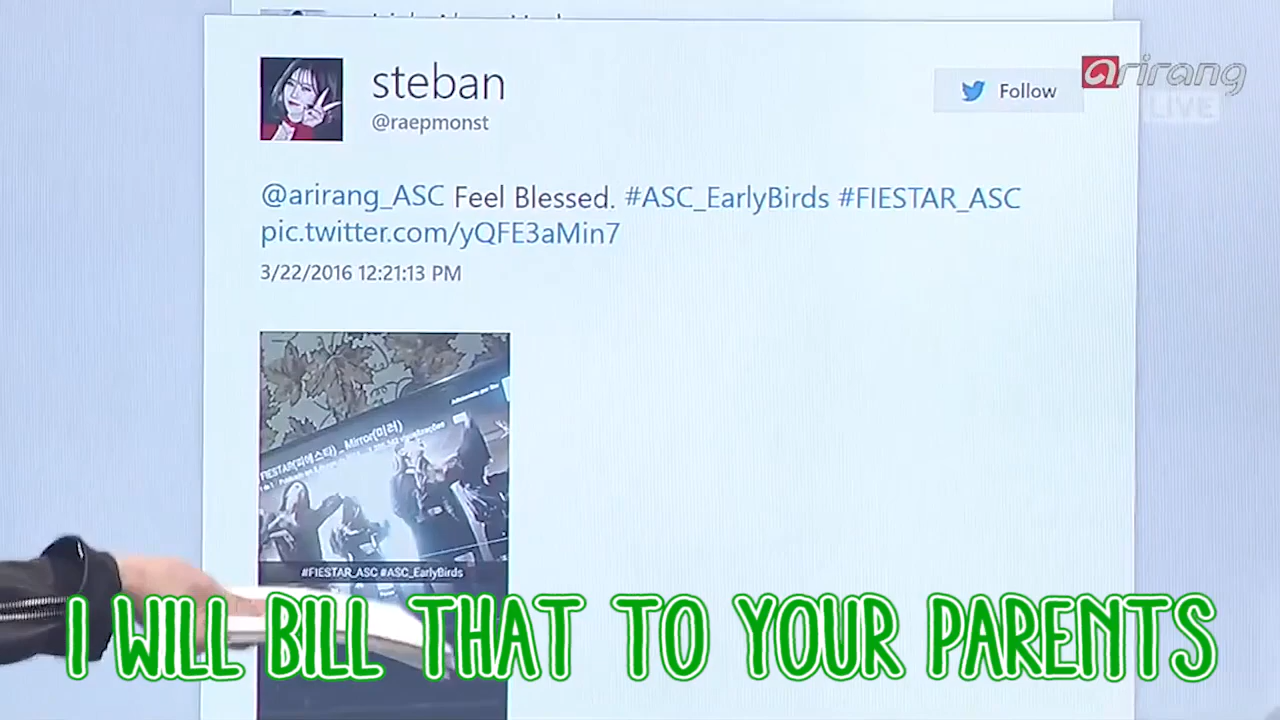 steban
@raepmonst
Follow
arirang
LIVE
@arirang_ASC Feel Blessed. #ASC_EarlyBirds #FIESTAR_ASC
pic.twitter.com/yQFE3aMin7
3/22/2016 12:21:13 PM
FIESTAR(피에스타) _ Mirror(미러)
#FIESTAR_ASC #ASC_EarlyBirds
I WILL BILL THAT TO YOUR PARENTS